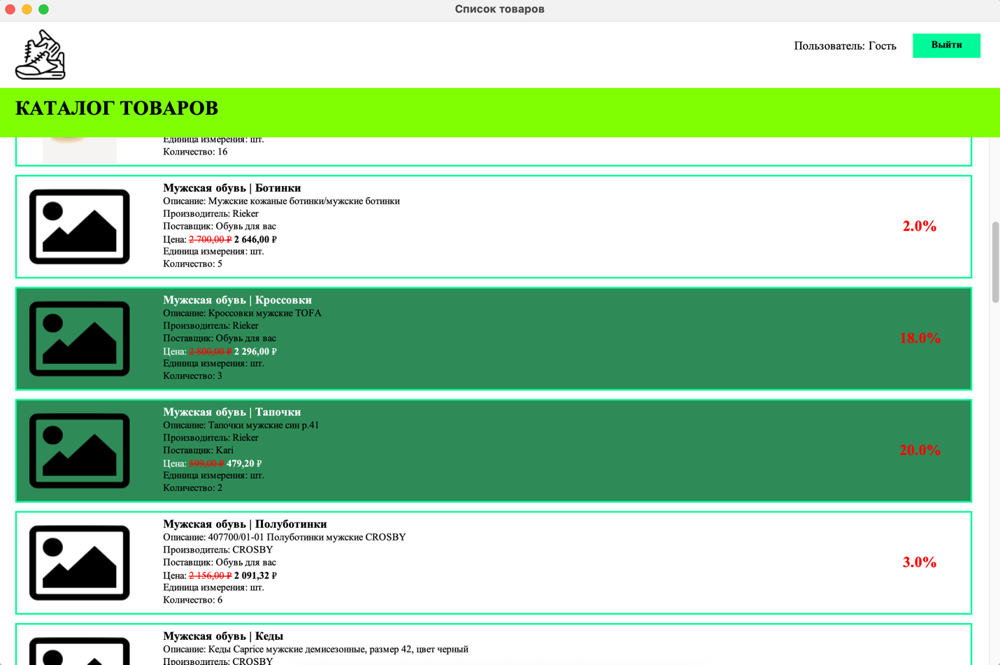 Список товаров
Пользователь: Гость
Выйти
КАТАЛОГ ТОВАРОВ
Единица измерения: шт.
Количество: 16
Мужская обувь | Ботинки
Описание: Мужские кожаные ботинки/мужские ботинки
Производитель: Rieker
Поставщик: Обувь для вас
Цена: 2 700,00 ₽ 2 646,00 ₽
Единица измерения: шт.
Количество: 5
2.0%
Мужская обувь | Кроссовки
Описание: Кроссовки мужские TOFA
Производитель: Rieker
Поставщик: Обувь для вас
Цена: 2 800,00 ₽ 2 296,00 ₽
Единица измерения: шт.
Количество: 3
18.0%
Мужская обувь | Тапочки
Описание: Тапочки мужские син р.41
Производитель: Rieker
Поставщик: Kari
Цена: 599,00 ₽ 479,20 ₽
Единица измерения: шт.
Количество: 2
20.0%
Мужская обувь | Полуботинки
Описание: 407700/01-01 Полуботинки мужские CROSBY
Производитель: CROSBY
Поставщик: Обувь для вас
Цена: 2 156,00 ₽ 2 091,32 ₽
Единица измерения: шт.
Количество: 6
3.0%
Мужская обувь | Кеды
Описание: Кеды Caprice мужские демисезонные, размер 42, цвет черный
Производитель: CROSBY